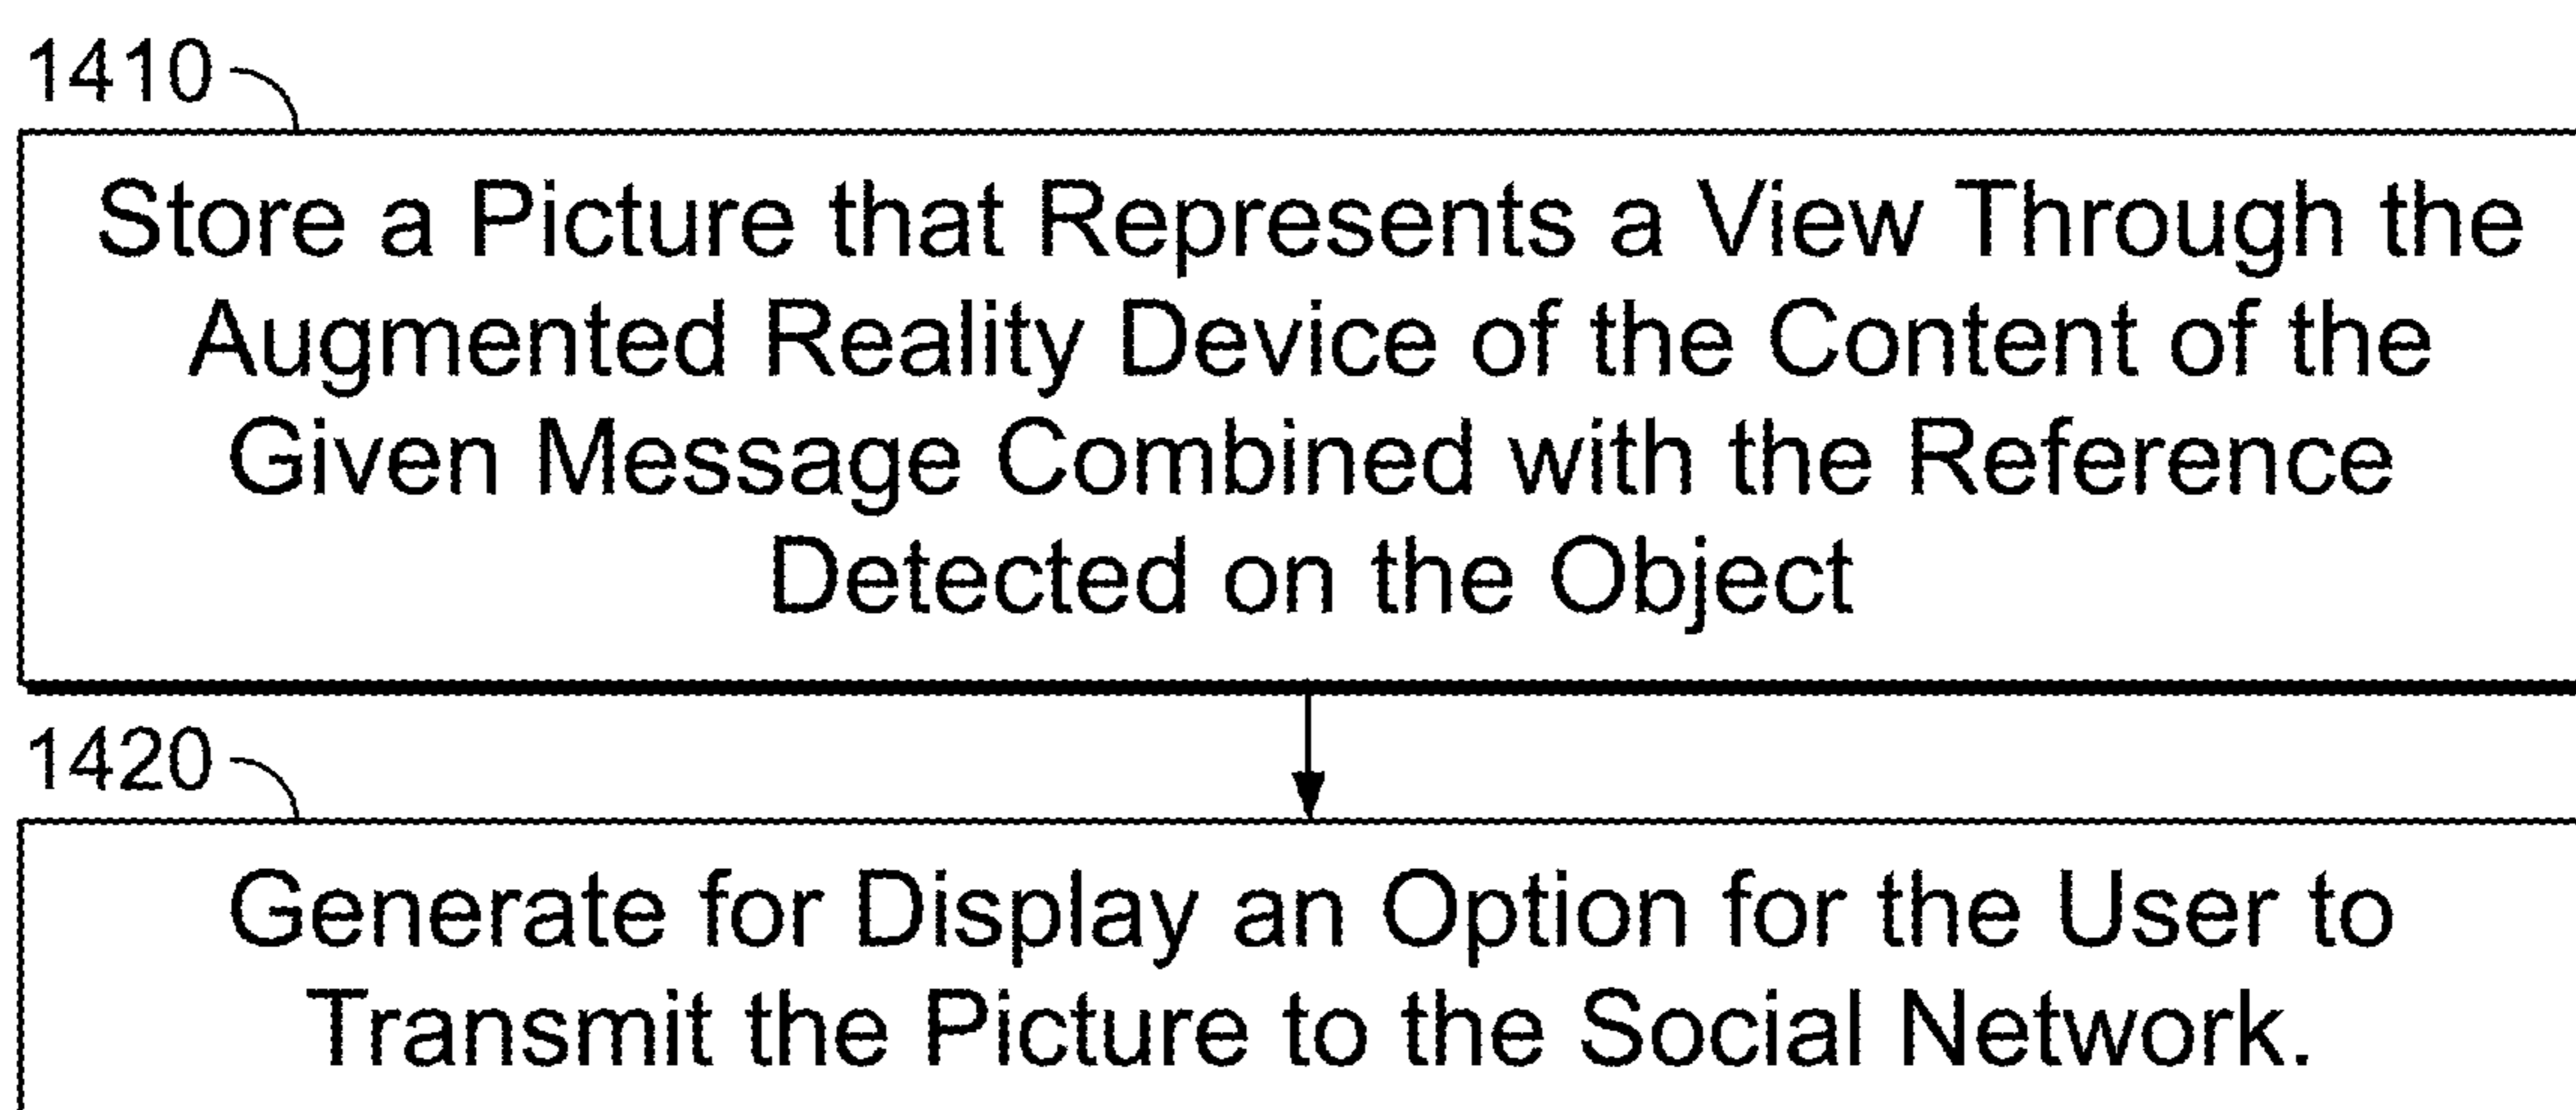 1410
Store a Picture that Represents a View Through the
Augmented Reality Device of the Content of the
Given Message Combined with the Reference
Detected on the Object
1420
Generate for Display an Option for the User to
Transmit the Picture to the Social Network.